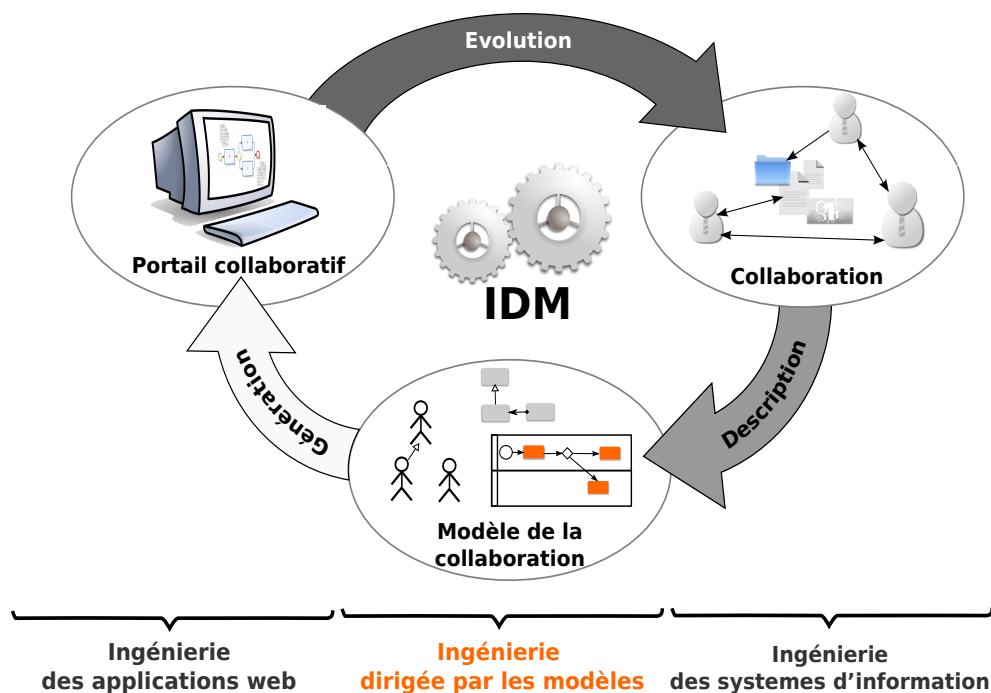 Evolution
Portail collaboratif
Collaboration
IDM
Génération
Description
Modèle de la
collaboration
Ingénierie
des applications web
Ingénierie
dirigée par les modèles
Ingénierie
des systemes d’information